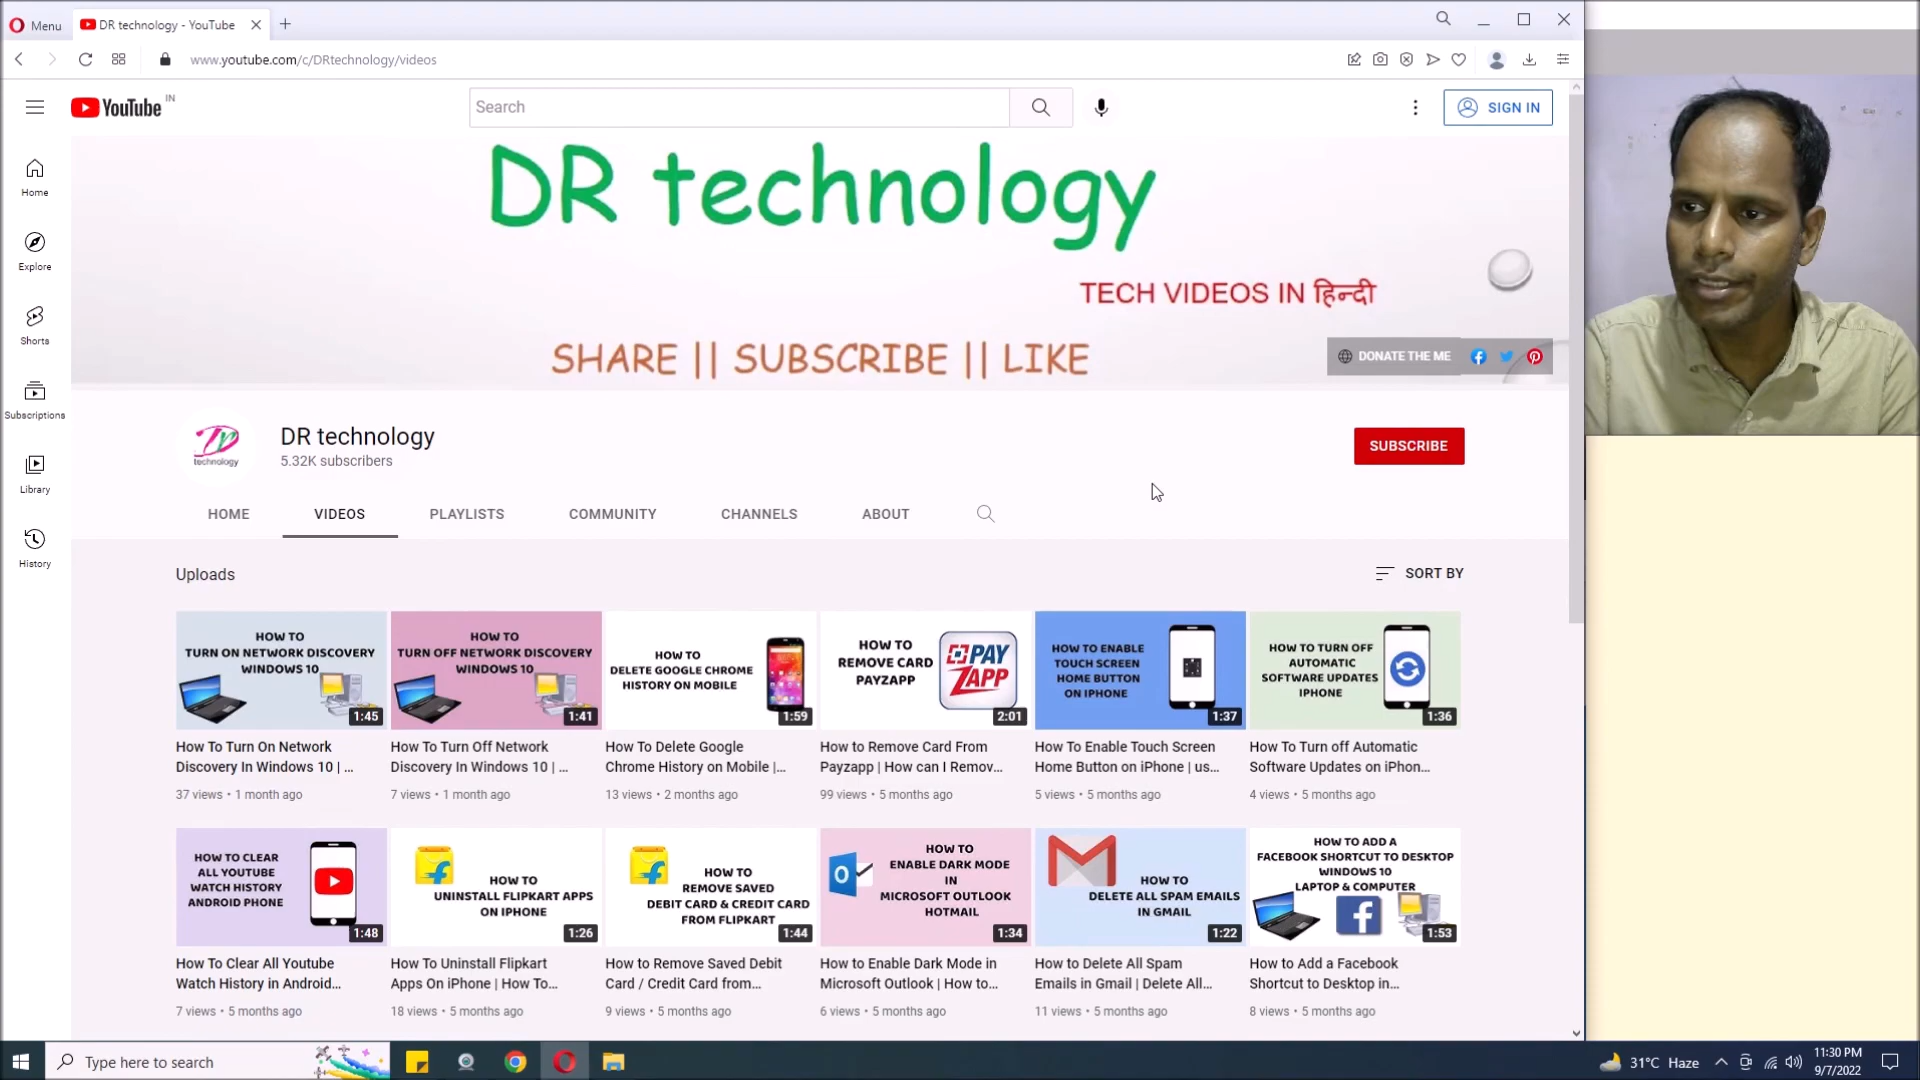 Menu
DR technology - YouTube
www.youtube.com/c/DRtechnology/videos
YouTube IN
Search
SIGN IN
Home
Explore
Shorts
Subscriptions
Library
History
DR technology
TECH VIDEOS IN हिन्दी
SHARE || SUBSCRIBE || LIKE
DONATE THE ME
Dr
technology
DR technology
5.32K subscribers
SUBSCRIBE
HOME
VIDEOS
PLAYLISTS
COMMUNITY
CHANNELS
ABOUT
Uploads
SORT BY
HOW TO
TURN ON NETWORK DISCOVERY
WINDOWS 10
1:45
HOW TO
TURN OFF NETWORK DISCOVERY
WINDOWS 10
1:41
HOW TO
DELETE GOOGLE CHROME
HISTORY ON MOBILE
1:59
HOW TO
REMOVE CARD
PAYZAPP
PAY
ZAPP
2:01
HOW TO ENABLE
TOUCH SCREEN
HOME BUTTON
ON IPHONE
1:37
HOW TO TURN OFF
AUTOMATIC
SOFTWARE UPDATES
IPHONE
1:36
How To Turn On Network
Discovery In Windows 10 | ...
37 views • 1 month ago
How To Turn Off Network
Discovery In Windows 10 | ...
7 views • 1 month ago
How To Delete Google
Chrome History on Mobile |...
13 views • 2 months ago
How to Remove Card From
Payzapp | How can I Remov...
99 views • 5 months ago
How To Enable Touch Screen
Home Button on iPhone | us...
5 views • 5 months ago
How To Turn off Automatic
Software Updates on iPhon...
4 views • 5 months ago
HOW TO CLEAR
ALL YOUTUBE
WATCH HISTORY
ANDROID PHONE
1:48
HOW TO
UNINSTALL FLIPKART APPS
ON IPHONE
1:26
HOW TO
REMOVE SAVED
DEBIT CARD & CREDIT CARD
FROM FLIPKART
1:44
HOW TO
ENABLE DARK MODE
IN
MICROSOFT OUTLOOK
HOTMAIL
1:34
HOW TO
DELETE ALL SPAM EMAILS
IN GMAIL
1:22
HOW TO ADD A
FACEBOOK SHORTCUT TO DESKTOP
WINDOWS 10
LAPTOP & COMPUTER
1:53
How To Clear All Youtube
Watch History in Android...
7 views • 5 months ago
How To Uninstall Flipkart
Apps On iPhone | How To...
18 views • 5 months ago
How to Remove Saved Debit
Card / Credit Card from...
9 views • 5 months ago
How to Enable Dark Mode in
Microsoft Outlook | How to...
6 views • 5 months ago
How to Delete All Spam
Emails in Gmail | Delete All...
11 views • 5 months ago
How to Add a Facebook
Shortcut to Desktop in...
8 views • 5 months ago
Type here to search
31°C Haze
11:30 PM
9/7/2022